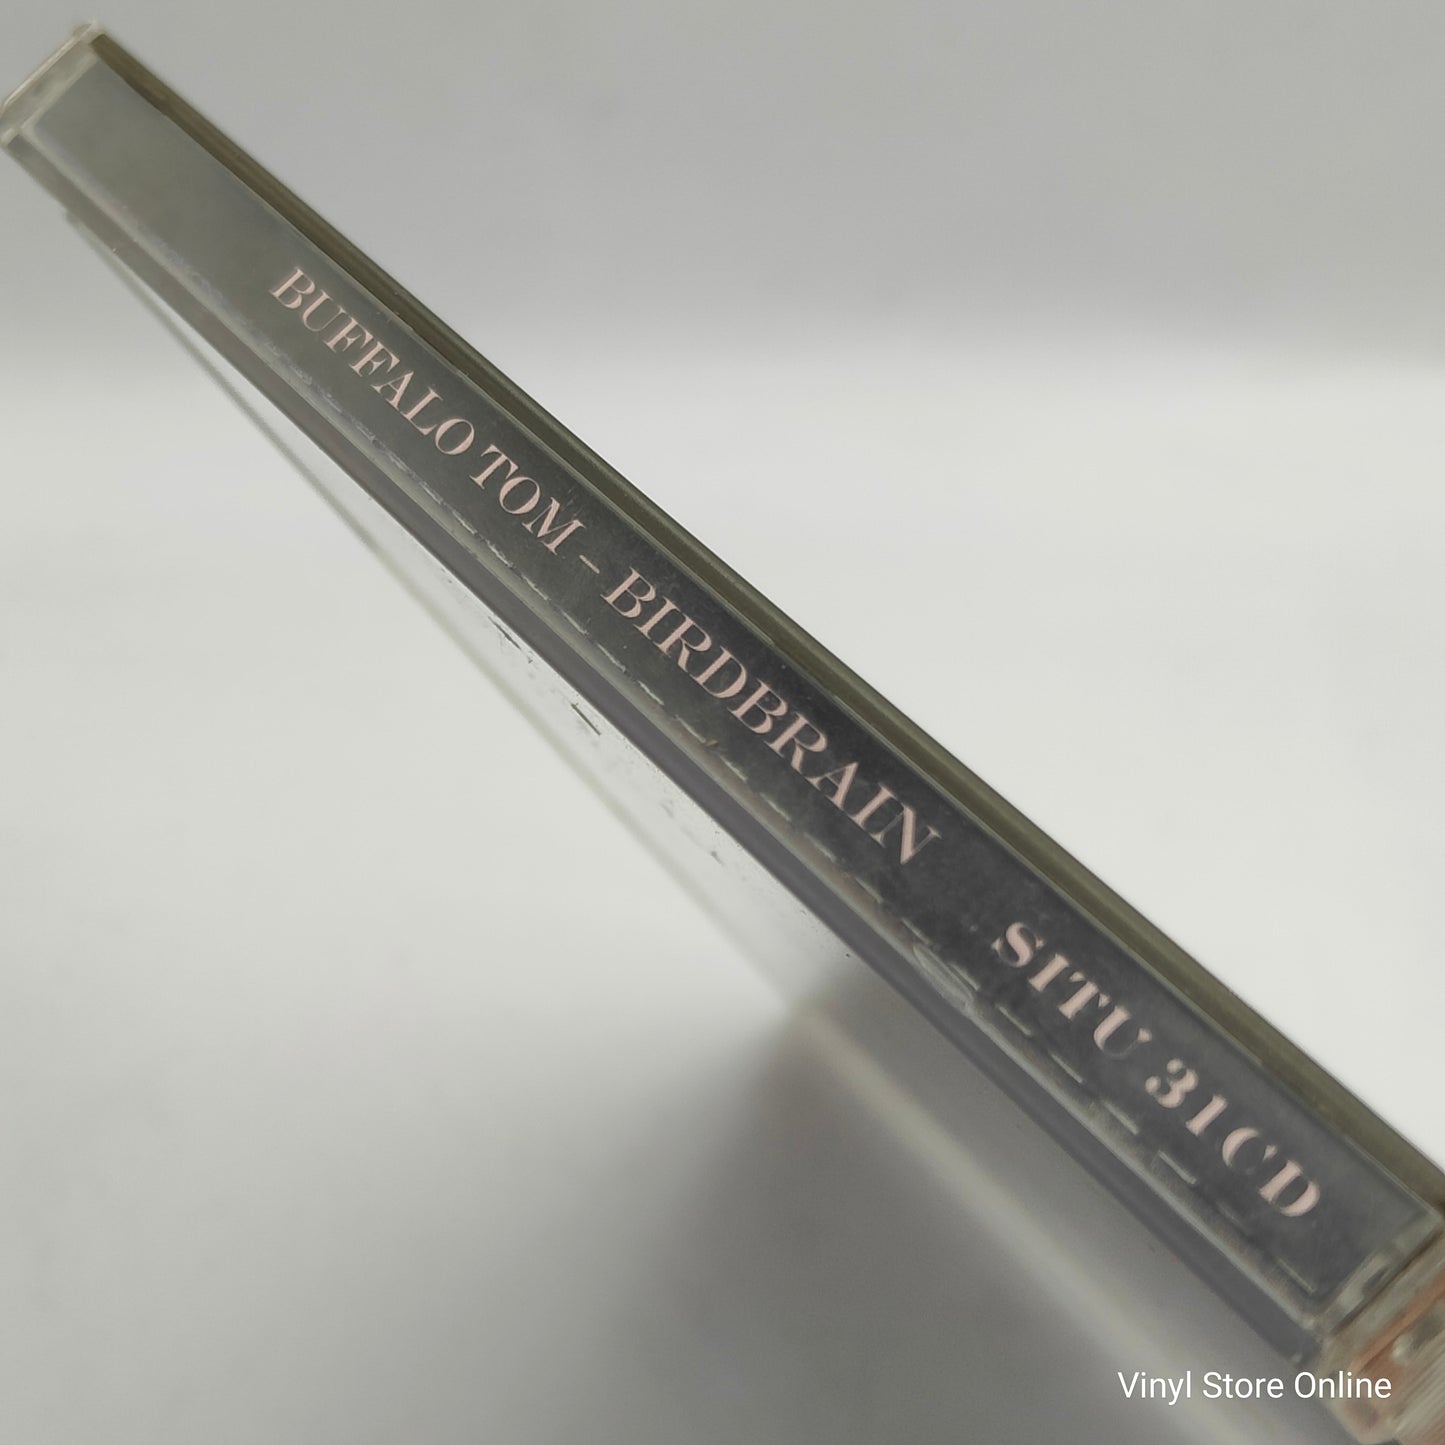 BUFFALO TOM – BIRDBRAIN SITU 31CD
Vinyl Store Online